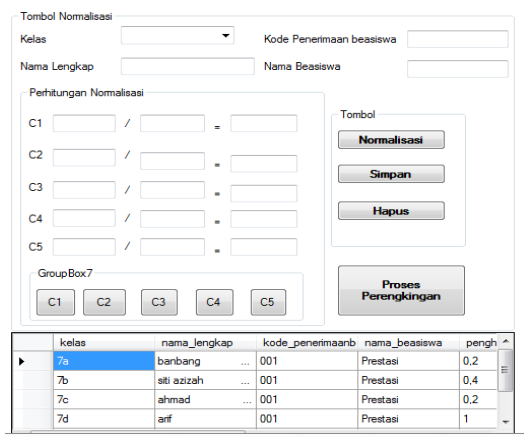 Tombol Normalisasi
Kelas
Kode Penerimaan beasiswa
Nama Lengkap
Nama Beasiswa
Perhitungan Normalisasi
C1 / =
C2 / =
C3 / =
C4 / =
C5 / =
Tombol
Normalisasi
Simpan
Hapus
GroupBox7
C1 C2 C3 C4 C5
Proses
Perengkingan
kelas nama_lengkap kode_penerimaanb nama_beasiswa pengh
7a banbang ... 001 Prestasi 0,2
7b siti azizah ... 001 Prestasi 0,4
7c ahmad ... 001 Prestasi 0,2
7d arif 001 Prestasi 1